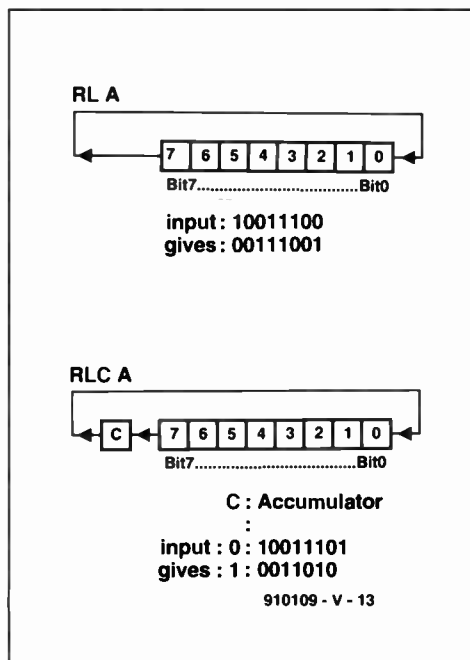 RL A
7 6 5 4 3 2 1 0
Bit7..............................Bit0
input : 10011100
gives : 00111001
RLC A
C 7 6 5 4 3 2 1 0
Bit7..............................Bit0
C : Accumulator
:
input : 0 : 10011101
gives : 1 : 0011010
910109 - V - 13